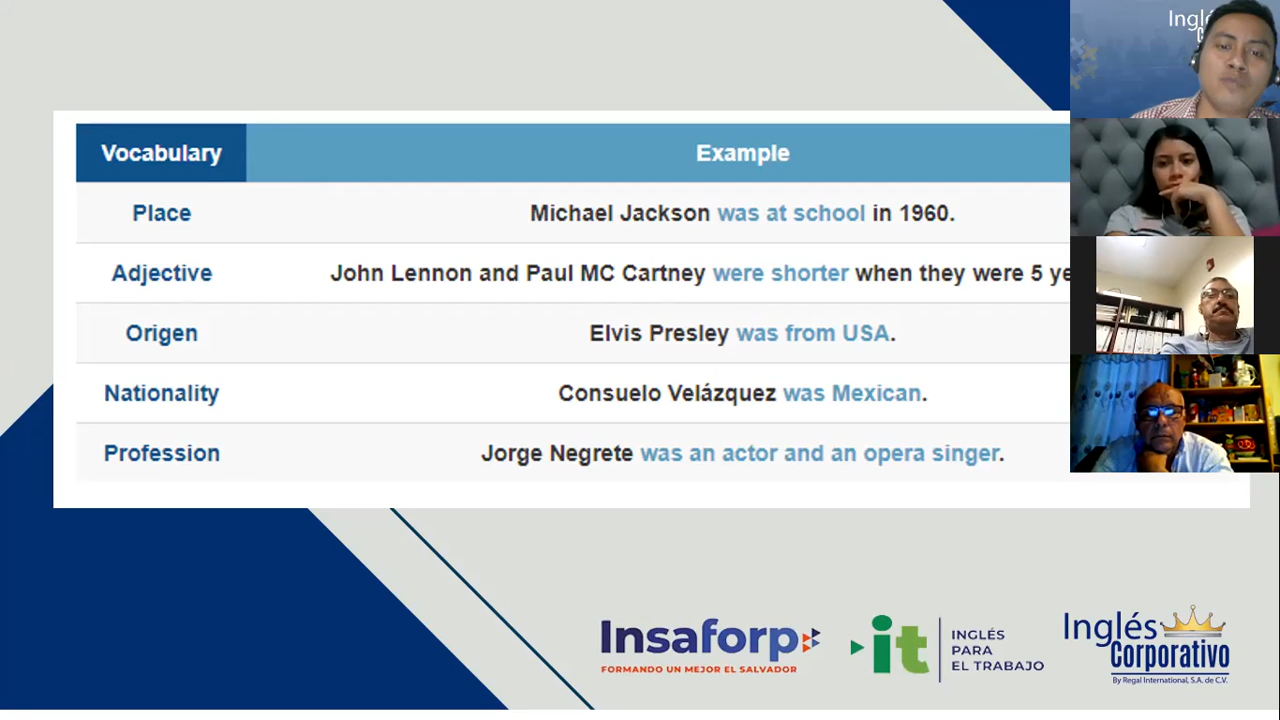 Vocabulary Example
Place Michael Jackson was at school in 1960.
Adjective John Lennon and Paul MC Cartney were shorter when they were 5
Origen Elvis Presley was from USA.
Nationality Consuelo Velázquez was Mexican.
Profession Jorge Negrete was an actor and an opera singer.
Insaforp
FORMANDO UN MEJOR EL SALVADOR
it
INGLÉS
PARA
EL TRABAJO
Inglés
Corporativo
By Regal International, S.A. de C.V.